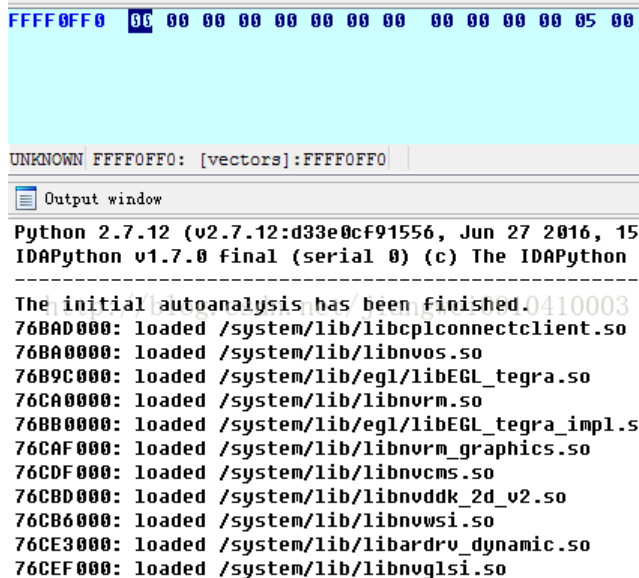 FFFF0FF0 00 00 00 00 00 00 00 00 00 00 00 00 05 00
UNKNOWN FFFF0FF0: [vectors]:FFFF0FF0
Output window
Python 2.7.12 (v2.7.12:d33e0cf91556, Jun 27 2016, 15
IDAPython v1.7.0 final (serial 0) (c) The IDAPython
The initial autoanalysis has been finished.
76BAD000: loaded /system/lib/libcplconnectclient.so
76BA0000: loaded /system/lib/libnvos.so
76B9C000: loaded /system/lib/egl/libEGL_tegra.so
76CA0000: loaded /system/lib/libnvrm.so
76BB0000: loaded /system/lib/egl/libEGL_tegra_impl.s
76CAF000: loaded /system/lib/libnvrm_graphics.so
76CDF000: loaded /system/lib/libnvcms.so
76CBD000: loaded /system/lib/libnvddk_2d_v2.so
76CB6000: loaded /system/lib/libnvwsi.so
76CE3000: loaded /system/lib/libardrv_dynamic.so
76CEF000: loaded /system/lib/libnvglsi.so